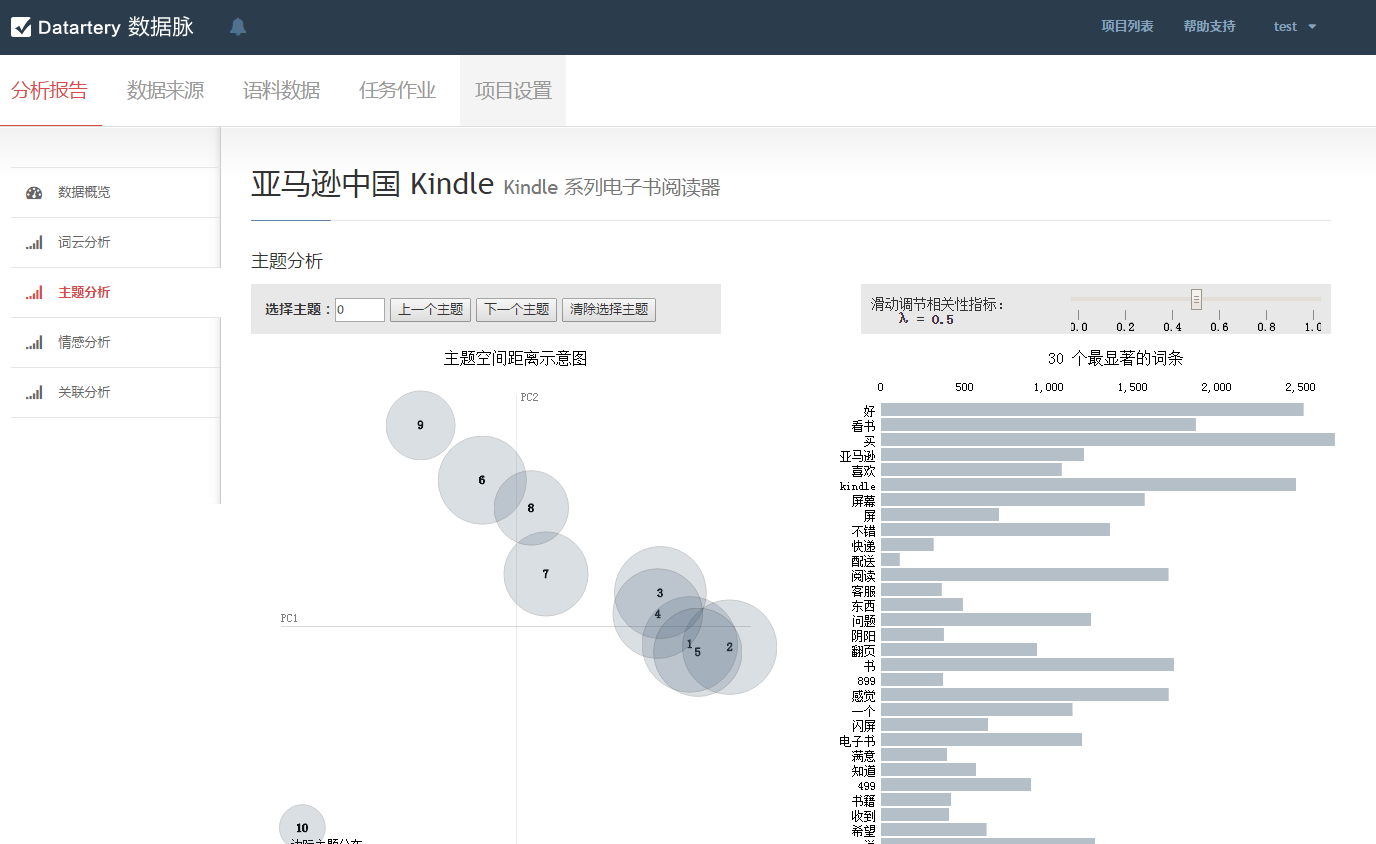 Datartery 数据脉
项目列表 帮助支持 test
分析报告 数据来源 语料数据 任务作业 项目设置
数据概览
词云分析
主题分析
情感分析
关联分析
亚马逊中国 Kindle Kindle 系列电子书阅读器
主题分析
选择主题：0 上一个主题 下一个主题 清除选择主题
滑动调节相关性指标：
λ = 0.5
0.0 0.2 0.4 0.6 0.8 1.0
主题空间距离示意图
PC2
PC1
9
6
8
7
3
4
1
5
2
10
边际主题分布
30 个最显著的词条
0 500 1,000 1,500 2,000 2,500
好
看书
买
亚马逊
喜欢
kindle
屏幕
屏
不错
快递
配送
阅读
客服
东西
问题
阴阳
翻页
书
899
感觉
一个
闪屏
电子书
满意
知道
499
书籍
收到
希望